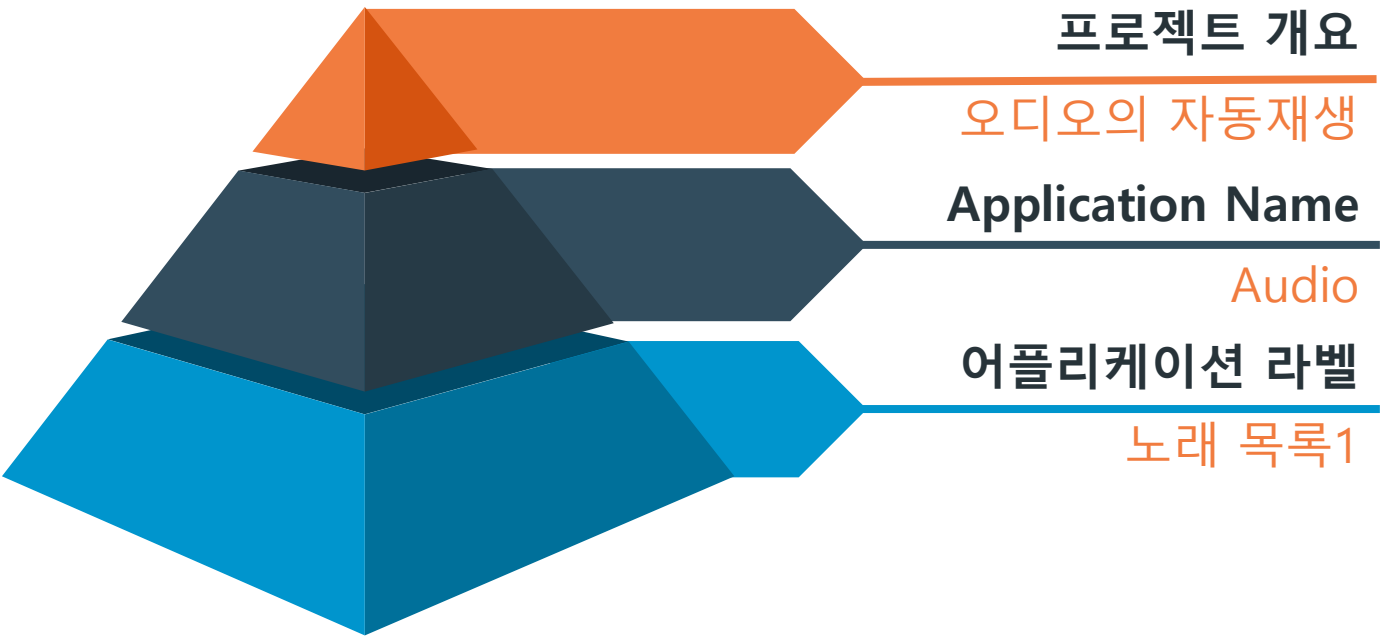 프로젝트 개요
오디오의 자동재생
Application Name
Audio
어플리케이션 라벨
노래 목록1